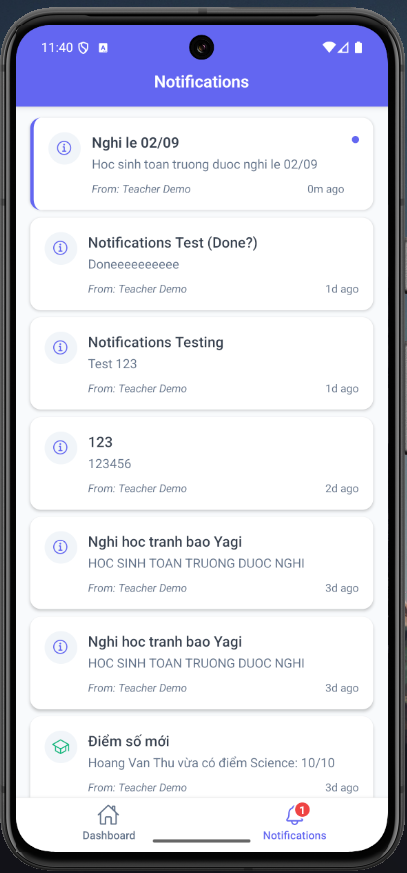 11:40
Notifications
Nghi le 02/09
Hoc sinh toan truong duoc nghi le 02/09
From: Teacher Demo 0m ago
Notifications Test (Done?)
Doneeeeeeeeee
From: Teacher Demo 1d ago
Notifications Testing
Test 123
From: Teacher Demo 1d ago
123
123456
From: Teacher Demo 2d ago
Nghi hoc tranh bao Yagi
HOC SINH TOAN TRUONG DUOC NGHI
From: Teacher Demo 3d ago
Nghi hoc tranh bao Yagi
HOC SINH TOAN TRUONG DUOC NGHI
From: Teacher Demo 3d ago
Điểm số mới
Hoang Van Thu vừa có điểm Science: 10/10
From: Teacher Demo 3d ago
1
Dashboard Notifications